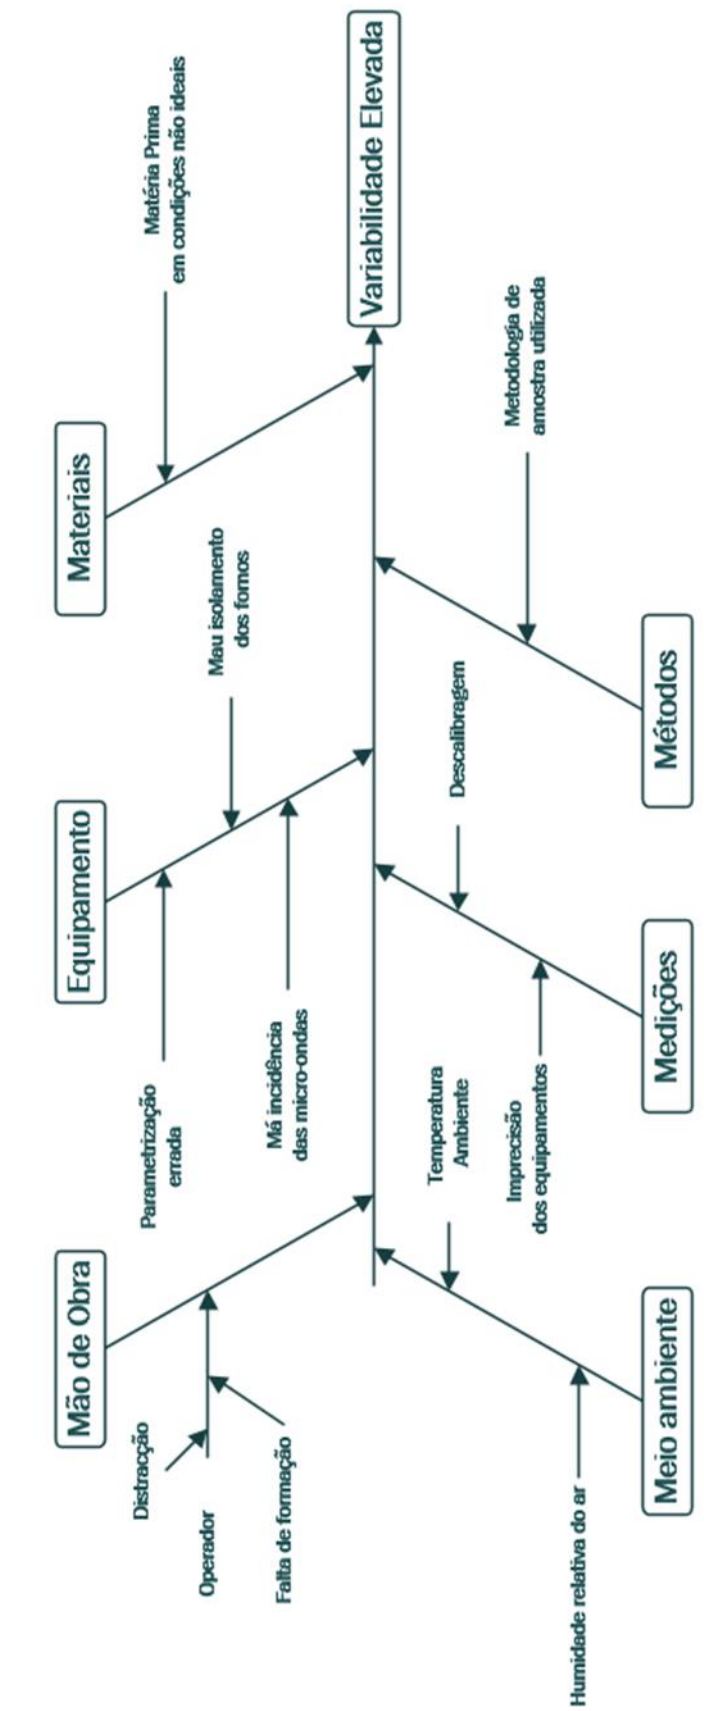 Mão de Obra
Equipamento
Materiais
Distracção
Operador
Falta de formação
Parametrização
errada
Má incidência
das micro-ondas
Mau isolamento
dos fornos
Matéria Prima
em condições não ideais
Variabilidade Elevada
Humidade relativa do ar
Temperatura
Ambiente
Imprecisão
dos equipamentos
Descalibragem
Metodologia de
amostra utilizada
Meio ambiente
Medições
Métodos